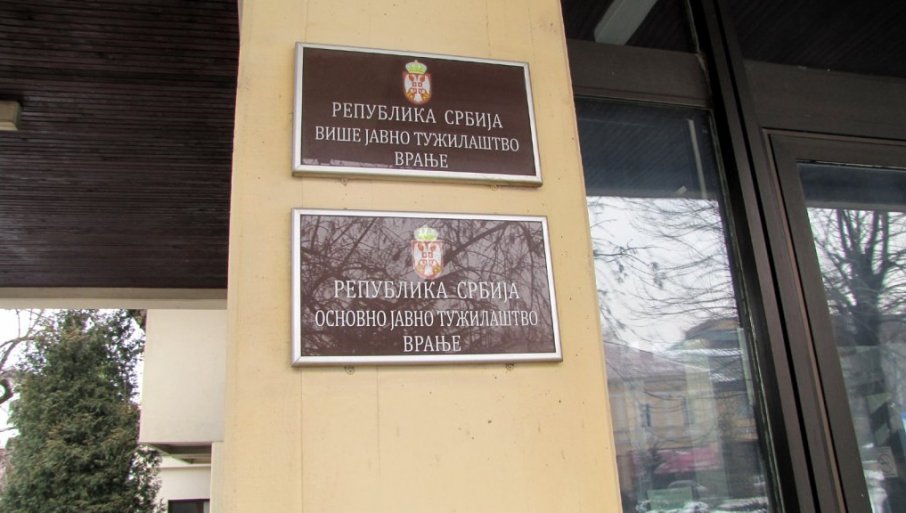 РЕПУБЛИКА СРБИЈА
ВИШЕ ЈАВНО ТУЖИЛАШТВО
ВРАЊЕ
РЕПУБЛИКА СРБИЈА
ОСНОВНО ЈАВНО ТУЖИЛАШТВО
ВРАЊЕ